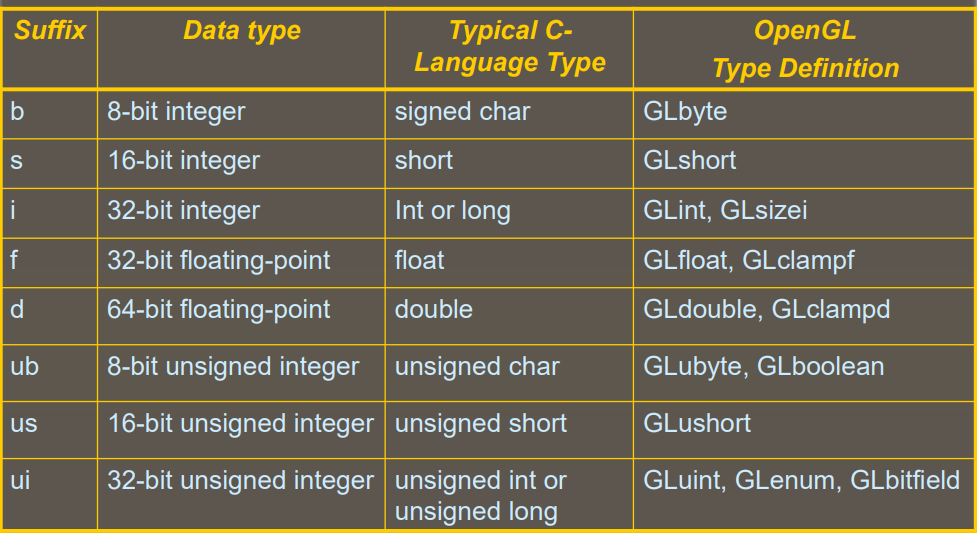 Suffix Data type Typical C- OpenGL
Language Type Type Definition
b 8-bit integer signed char GLbyte
s 16-bit integer short GLshort
i 32-bit integer Int or long GLint, GLsizei
f 32-bit floating-point float GLfloat, GLclampf
d 64-bit floating-point double GLdouble, GLclampd
ub 8-bit unsigned integer unsigned char GLubyte, GLboolean
us 16-bit unsigned integer unsigned short GLushort
ui 32-bit unsigned integer unsigned int or GLuint, GLenum, GLbitfield
unsigned long